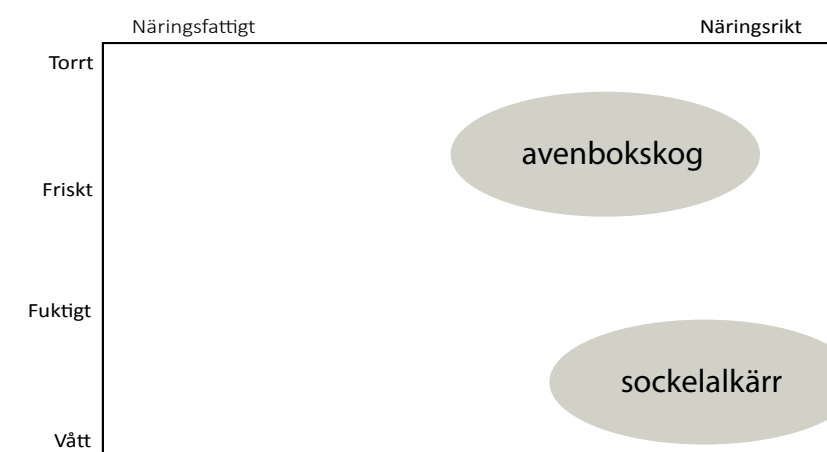 Näringsfattigt
Näringsrikt
Torrt
avenbokskog
Friskt
Fuktigt
sockelalkärr
Vått